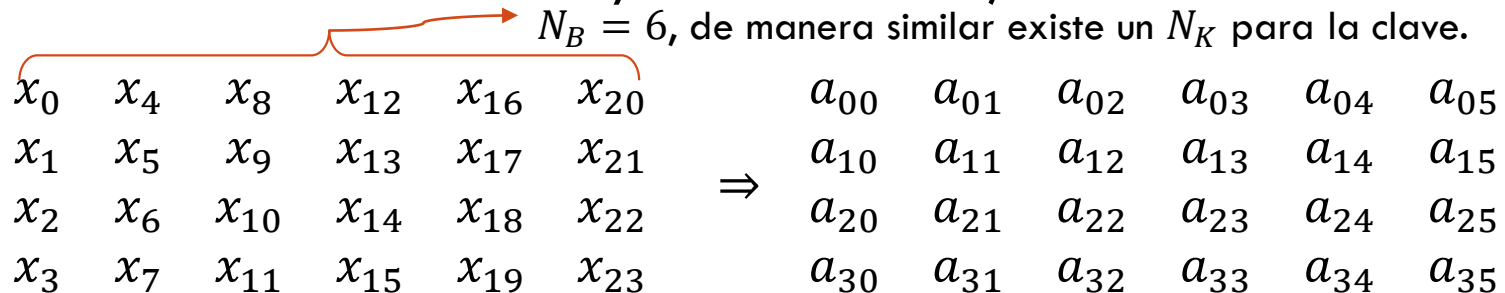 N_B = 6, de manera similar existe un N_K para la clave.
x_0 x_4 x_8 x_12 x_16 x_20 a_00 a_01 a_02 a_03 a_04 a_05
x_1 x_5 x_9 x_13 x_17 x_21 a_10 a_11 a_12 a_13 a_14 a_15
⇒
x_2 x_6 x_10 x_14 x_18 x_22 a_20 a_21 a_22 a_23 a_24 a_25
x_3 x_7 x_11 x_15 x_19 x_23 a_30 a_31 a_32 a_33 a_34 a_35